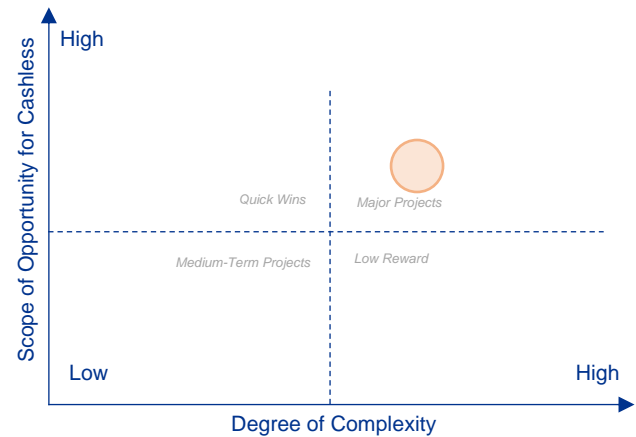 Scope of Opportunity for Cashless
High
Quick Wins
Major Projects
Medium-Term Projects
Low Reward
Low
High
Degree of Complexity